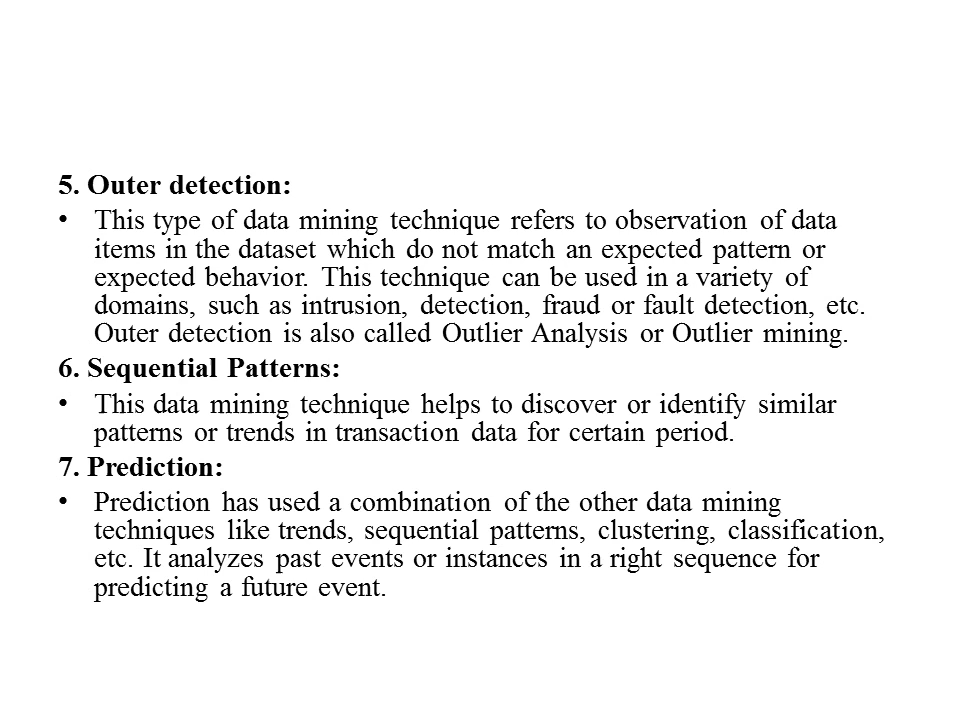 5. Outer detection:
• This type of data mining technique refers to observation of data
items in the dataset which do not match an expected pattern or
expected behavior. This technique can be used in a variety of
domains, such as intrusion, detection, fraud or fault detection, etc.
Outer detection is also called Outlier Analysis or Outlier mining.
6. Sequential Patterns:
• This data mining technique helps to discover or identify similar
patterns or trends in transaction data for certain period.
7. Prediction:
• Prediction has used a combination of the other data mining
techniques like trends, sequential patterns, clustering, classification,
etc. It analyzes past events or instances in a right sequence for
predicting a future event.